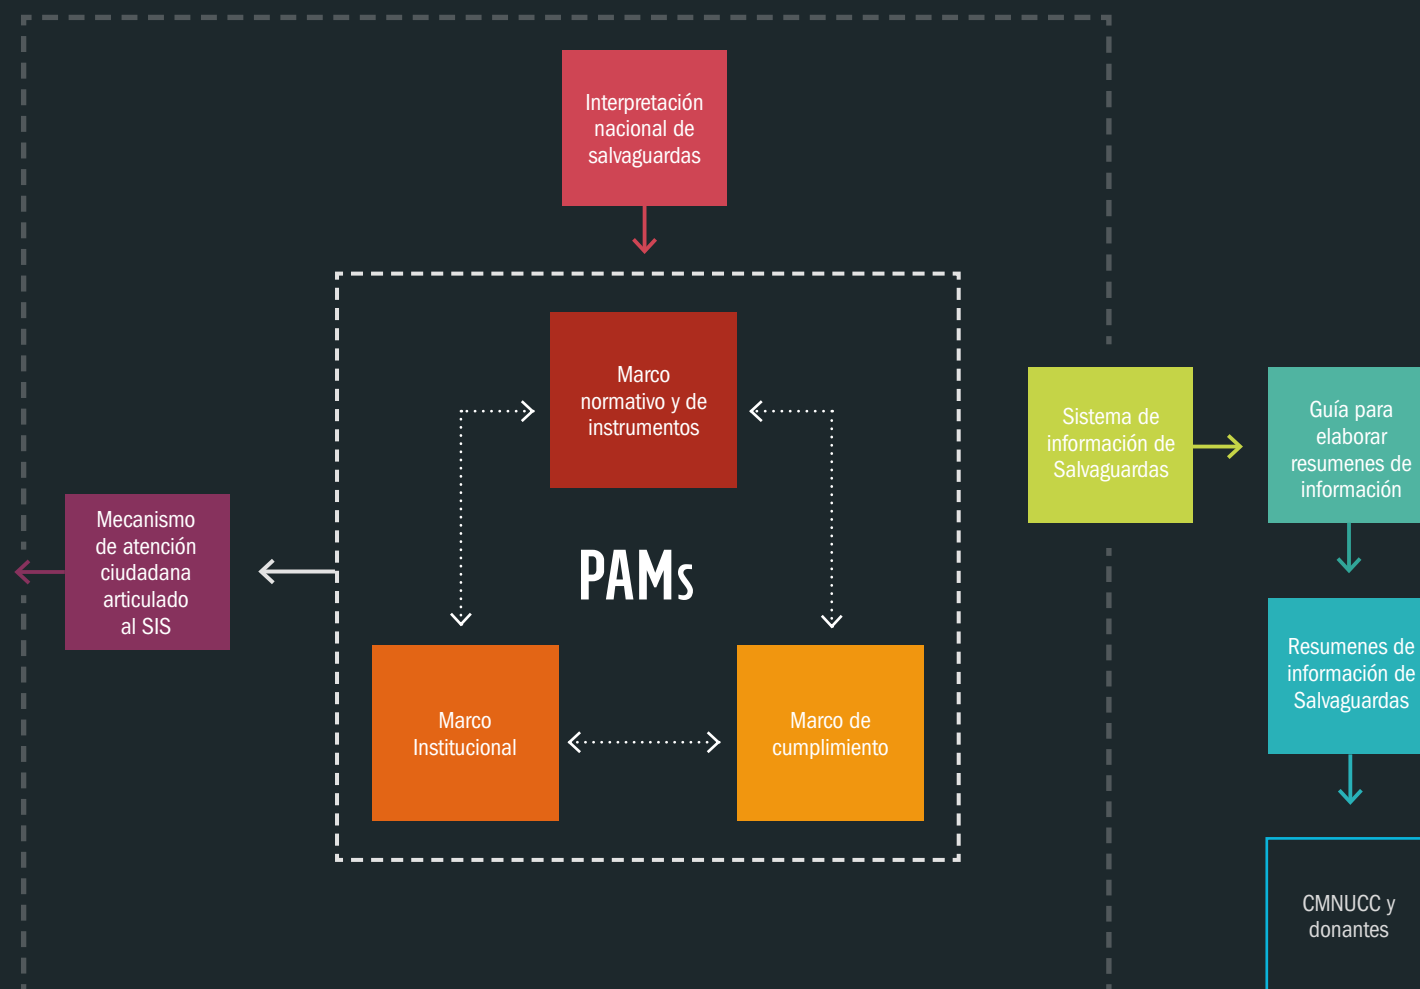 Interpretación
nacional de
salvaguardas
Marco
normativo y de
instrumentos
Sistema de
información de
Salvaguardas
Guía para
elaborar
resumenes de
información
Mecanismo
de atención
ciudadana
articulado
al SIS
PAMs
Resumenes de
información de
Salvaguardas
Marco
Institucional
Marco de
cumplimiento
CMNUCC y
donantes